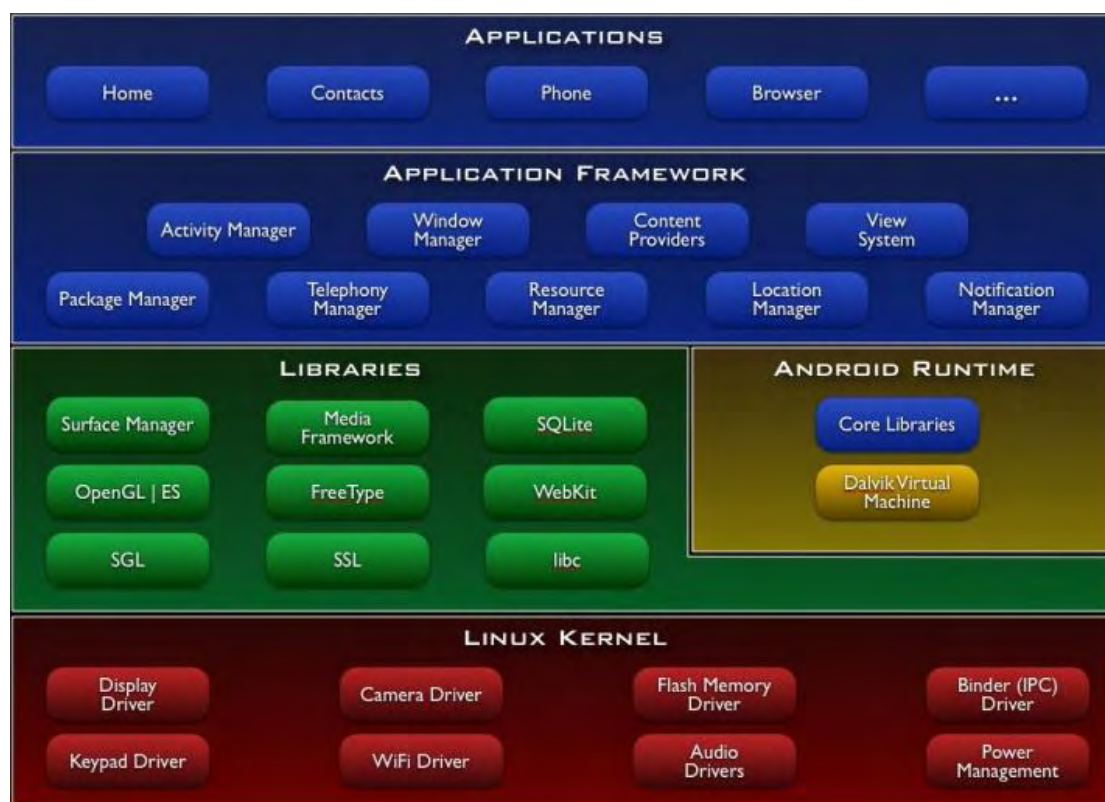 APPLICATIONS
Home
Contacts
Phone
Browser
...
APPLICATION FRAMEWORK
Activity Manager
Window
Manager
Content
Providers
View
System
Package Manager
Telephony
Manager
Resource
Manager
Location
Manager
Notification
Manager
LIBRARIES
Surface Manager
Media
Framework
SQLite
OpenGL | ES
FreeType
WebKit
SGL
SSL
libc
ANDROID RUNTIME
Core Libraries
Dalvik Virtual
Machine
LINUX KERNEL
Display
Driver
Camera Driver
Flash Memory
Driver
Binder (IPC)
Driver
Keypad Driver
WiFi Driver
Audio
Drivers
Power
Management